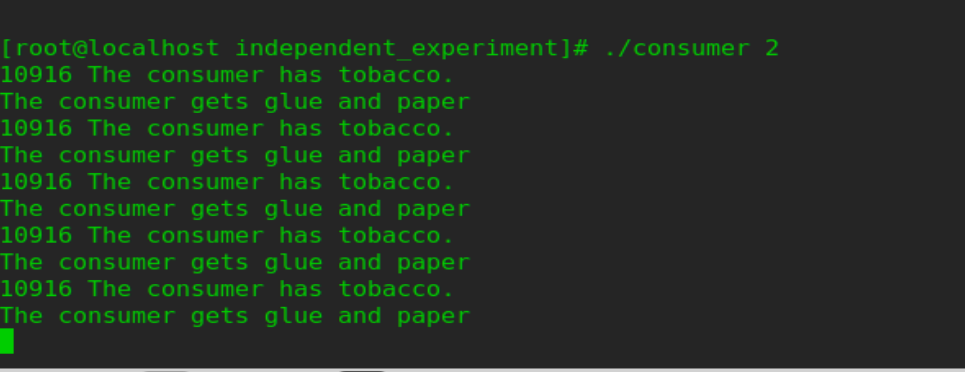 [root@localhost independent_experiment]# ./consumer 2
10916 The consumer has tobacco.
The consumer gets glue and paper
10916 The consumer has tobacco.
The consumer gets glue and paper
10916 The consumer has tobacco.
The consumer gets glue and paper
10916 The consumer has tobacco.
The consumer gets glue and paper
10916 The consumer has tobacco.
The consumer gets glue and paper